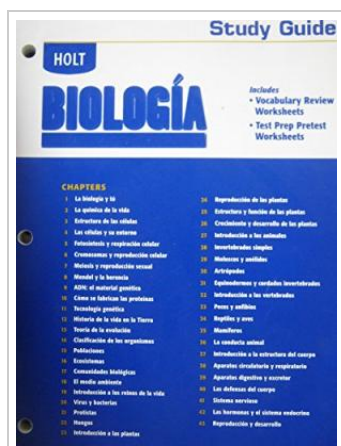 Study Guide
HOLT
BIOLOGÍA
Includes
• Vocabulary Review
Worksheets
• Test Prep Pretest
Worksheets
CHAPTERS
1 La biología y tú
2 La química de la vida
3 Estructura de las células
4 Las células y su entorno
5 Fotosíntesis y respiración celular
6 Cromosomas y reproducción celular
7 Meiosis y reproducción sexual
8 Mendel y la herencia
9 ADN: el material genético
10 Cómo se fabrican las proteínas
11 Tecnología genética
12 Historia de la vida en la Tierra
13 Teoría de la evolución
14 Clasificación de los organismos
15 Poblaciones
16 Ecosistemas
17 Comunidades biológicas
18 El medio ambiente
19 Introducción a los reinos de la vida
20 Virus y bacterias
21 Protistas
22 Hongos
23 Introducción a las plantas
24 Reproducción de las plantas
25 Estructura y función de las plantas
26 Crecimiento y desarrollo de las plantas
27 Introducción a los animales
28 Invertebrados simples
29 Moluscos y anélidos
30 Artrópodos
31 Equinodermos y cordados invertebrados
32 Introducción a los vertebrados
33 Peces y anfibios
34 Reptiles y aves
35 Mamíferos
36 La conducta animal
37 Introducción a la estructura del cuerpo
38 Aparatos circulatorio y respiratorio
39 Aparatos digestivo y excretor
40 Las defensas del cuerpo
41 Sistema nervioso
42 Las hormonas y el sistema endocrino
43 Reproducción y desarrollo